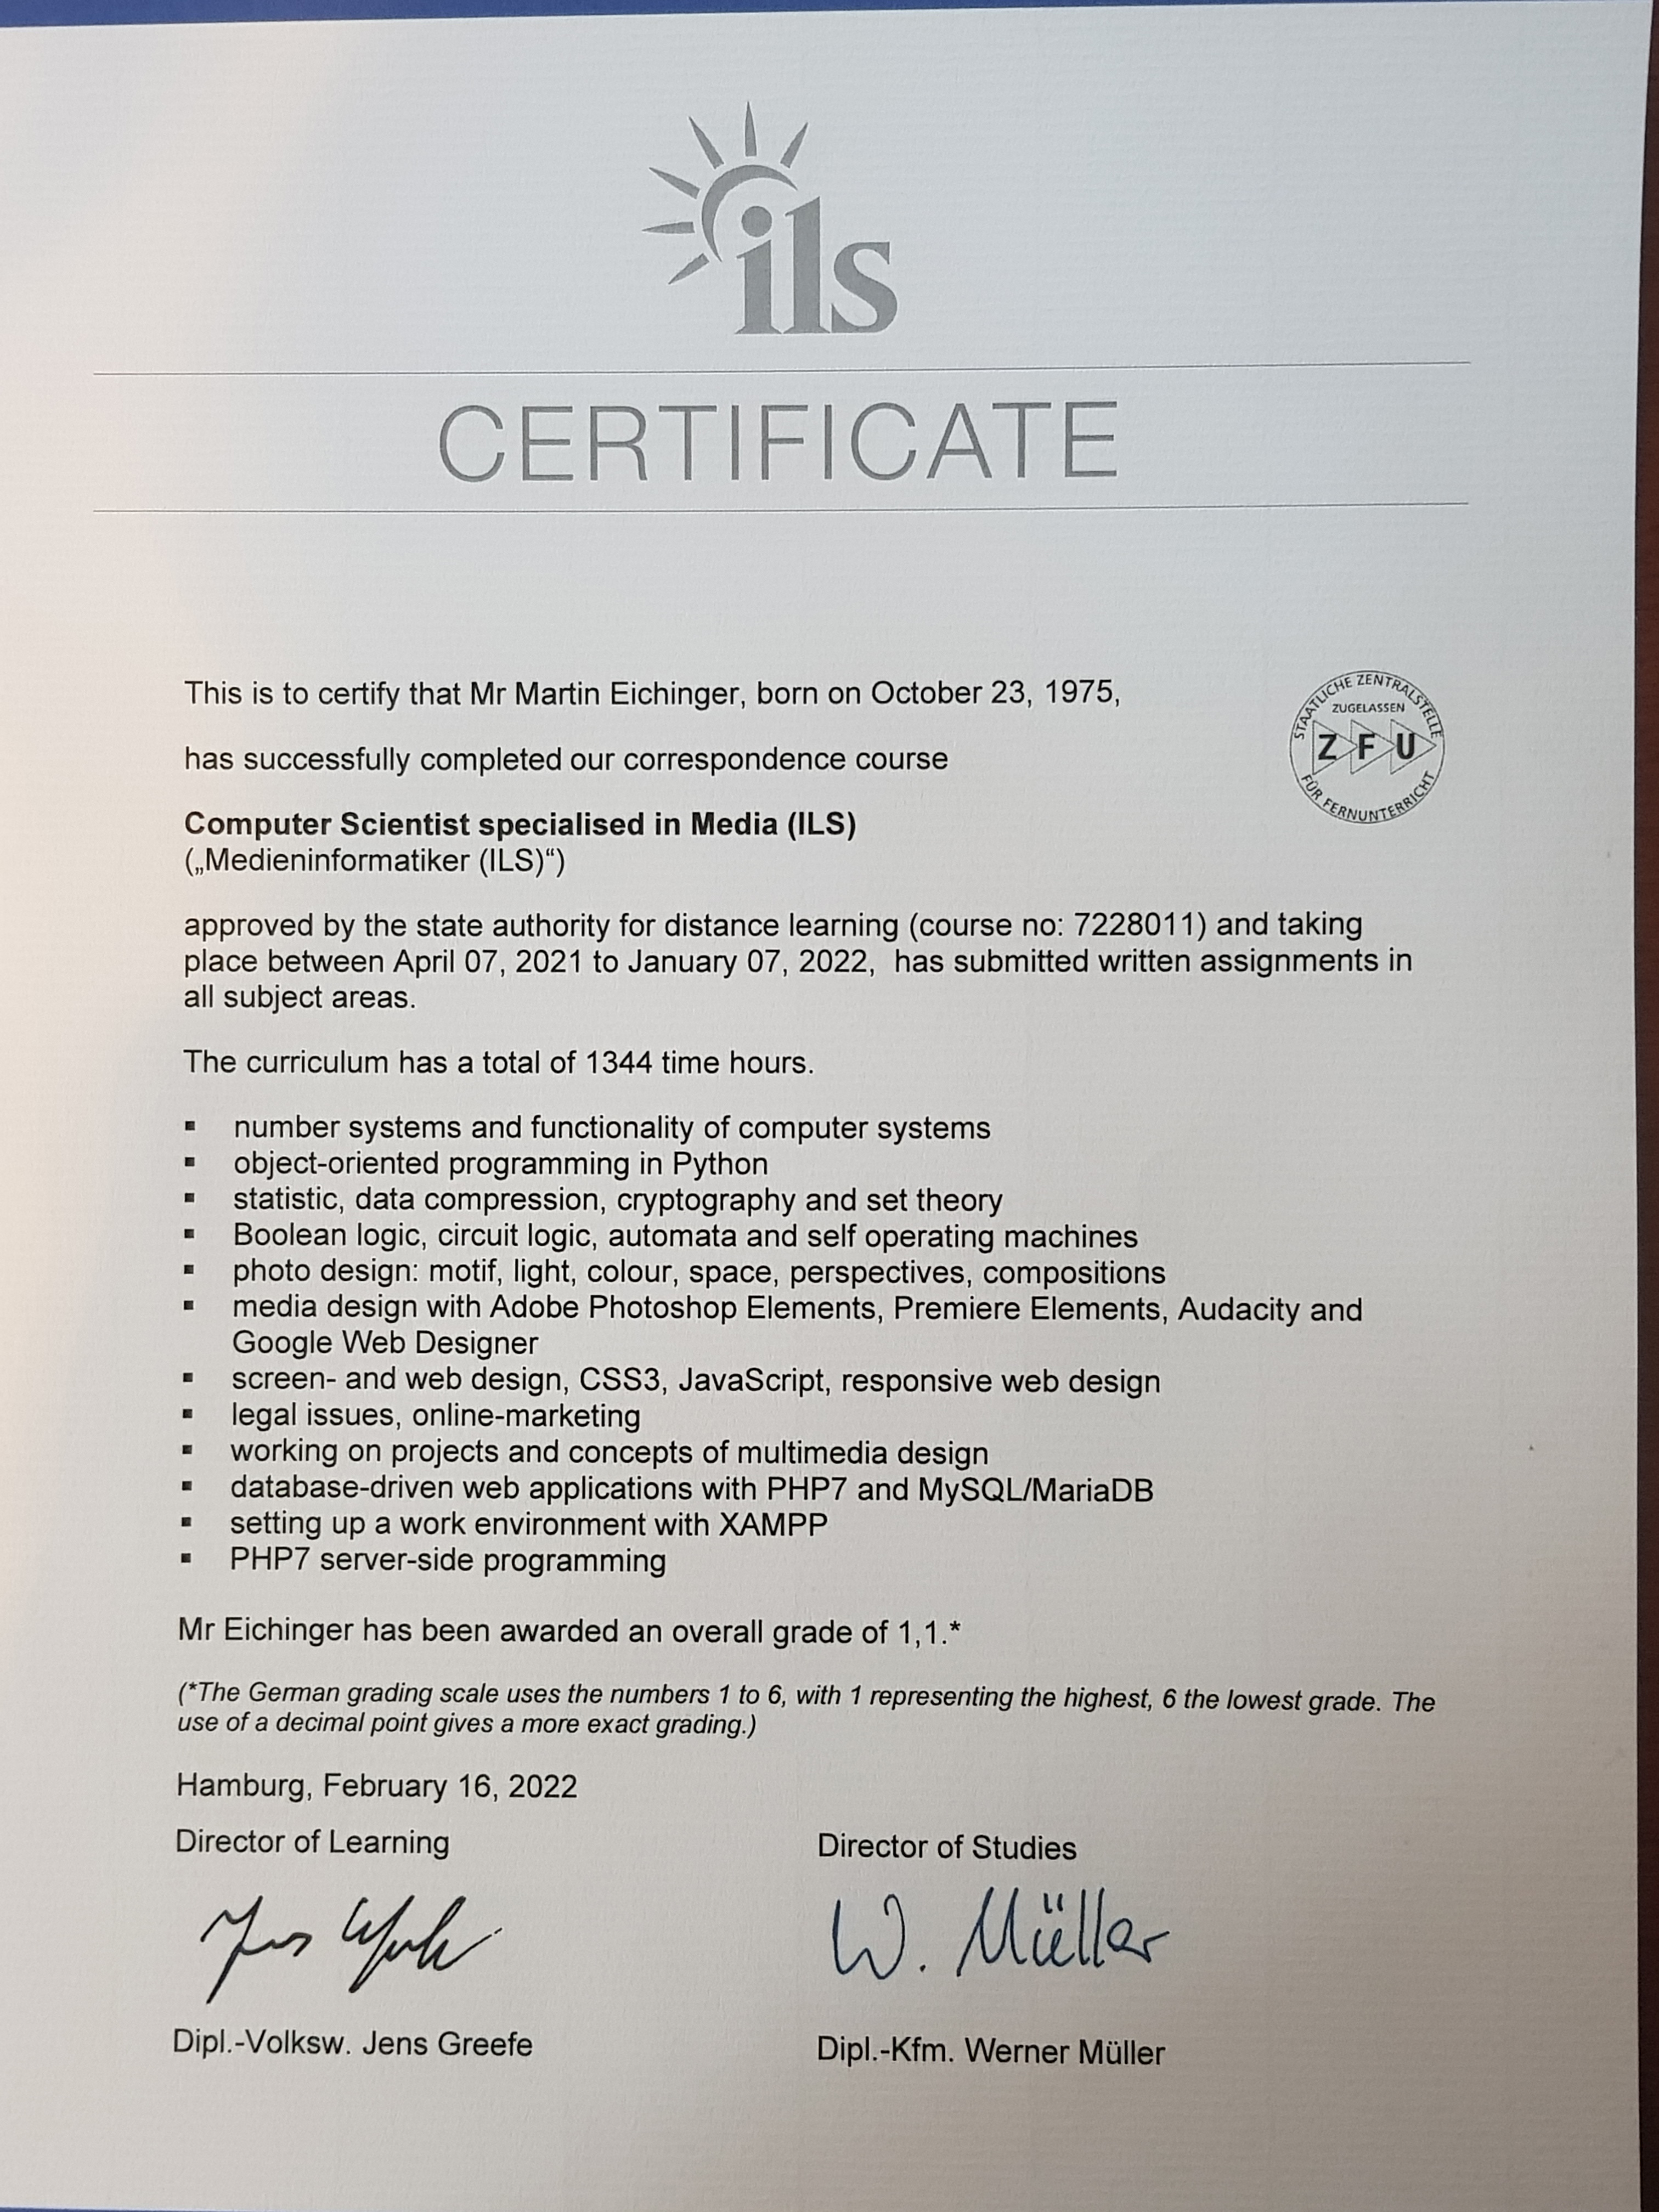 ils
CERTIFICATE
This is to certify that Mr Martin Eichinger, born on October 23, 1975,
has successfully completed our correspondence course
STAATLICHE ZENTRALSTELLE
ZUGELASSEN
ZFU
FÜR FERNUNTERRICHT
Computer Scientist specialised in Media (ILS)
(„Medieninformatiker (ILS)“)
approved by the state authority for distance learning (course no: 7228011) and taking
place between April 07, 2021 to January 07, 2022,  has submitted written assignments in
all subject areas.
The curriculum has a total of 1344 time hours.
▪ number systems and functionality of computer systems
▪ object-oriented programming in Python
▪ statistic, data compression, cryptography and set theory
▪ Boolean logic, circuit logic, automata and self operating machines
▪ photo design: motif, light, colour, space, perspectives, compositions
▪ media design with Adobe Photoshop Elements, Premiere Elements, Audacity and
Google Web Designer
▪ screen- and web design, CSS3, JavaScript, responsive web design
▪ legal issues, online-marketing
▪ working on projects and concepts of multimedia design
▪ database-driven web applications with PHP7 and MySQL/MariaDB
▪ setting up a work environment with XAMPP
▪ PHP7 server-side programming
Mr Eichinger has been awarded an overall grade of 1,1.*
(*The German grading scale uses the numbers 1 to 6, with 1 representing the highest, 6 the lowest grade. The
use of a decimal point gives a more exact grading.)
Hamburg, February 16, 2022
Director of Learning
Director of Studies
W. Müller
Dipl.-Volksw. Jens Greefe
Dipl.-Kfm. Werner Müller